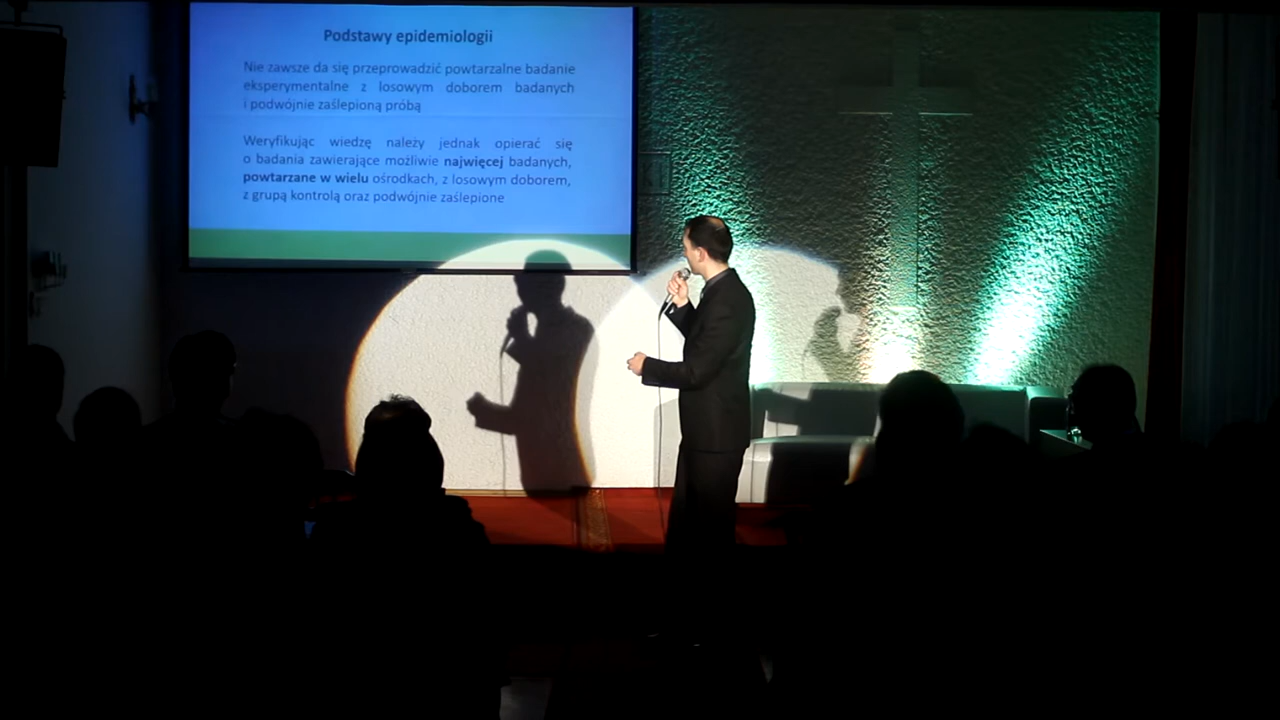 Podstawy epidemiologii
Nie zawsze da się przeprowadzić powtarzalne badanie
eksperymentalne z losowym doborem badanych
i podwójnie zaślepioną próbą
Weryfikując wiedzę należy jednak opierać się
o badania zawierające możliwie najwięcej badanych,
powtarzane w wielu ośrodkach, z losowym doborem,
z grupą kontrolą oraz podwójnie zaślepione